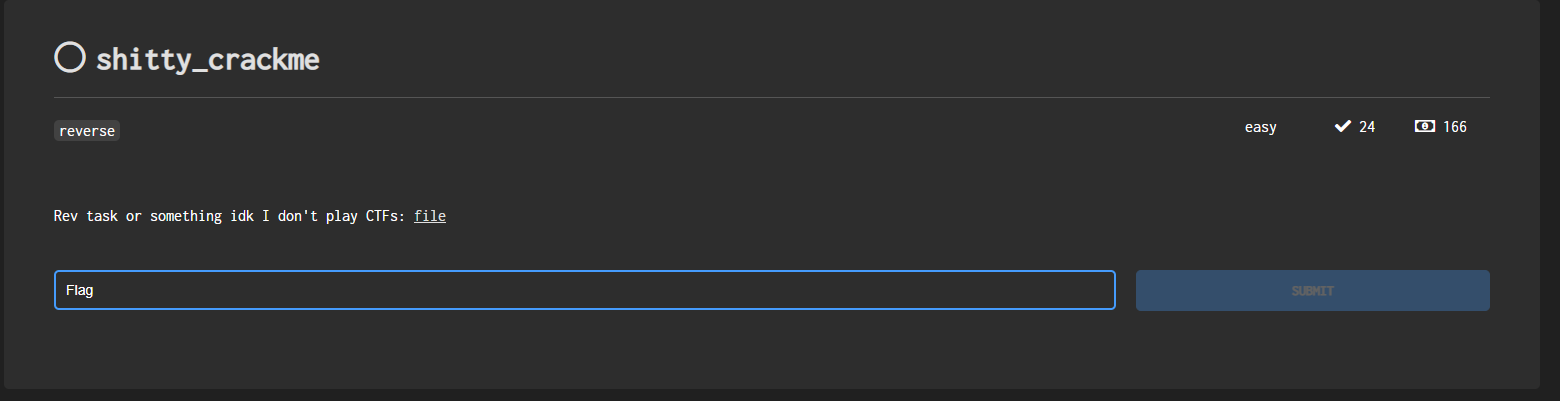 shitty_crackme
reverse easy 24 166
Rev task or something idk I don't play CTFs: file
Flag SUBMIT